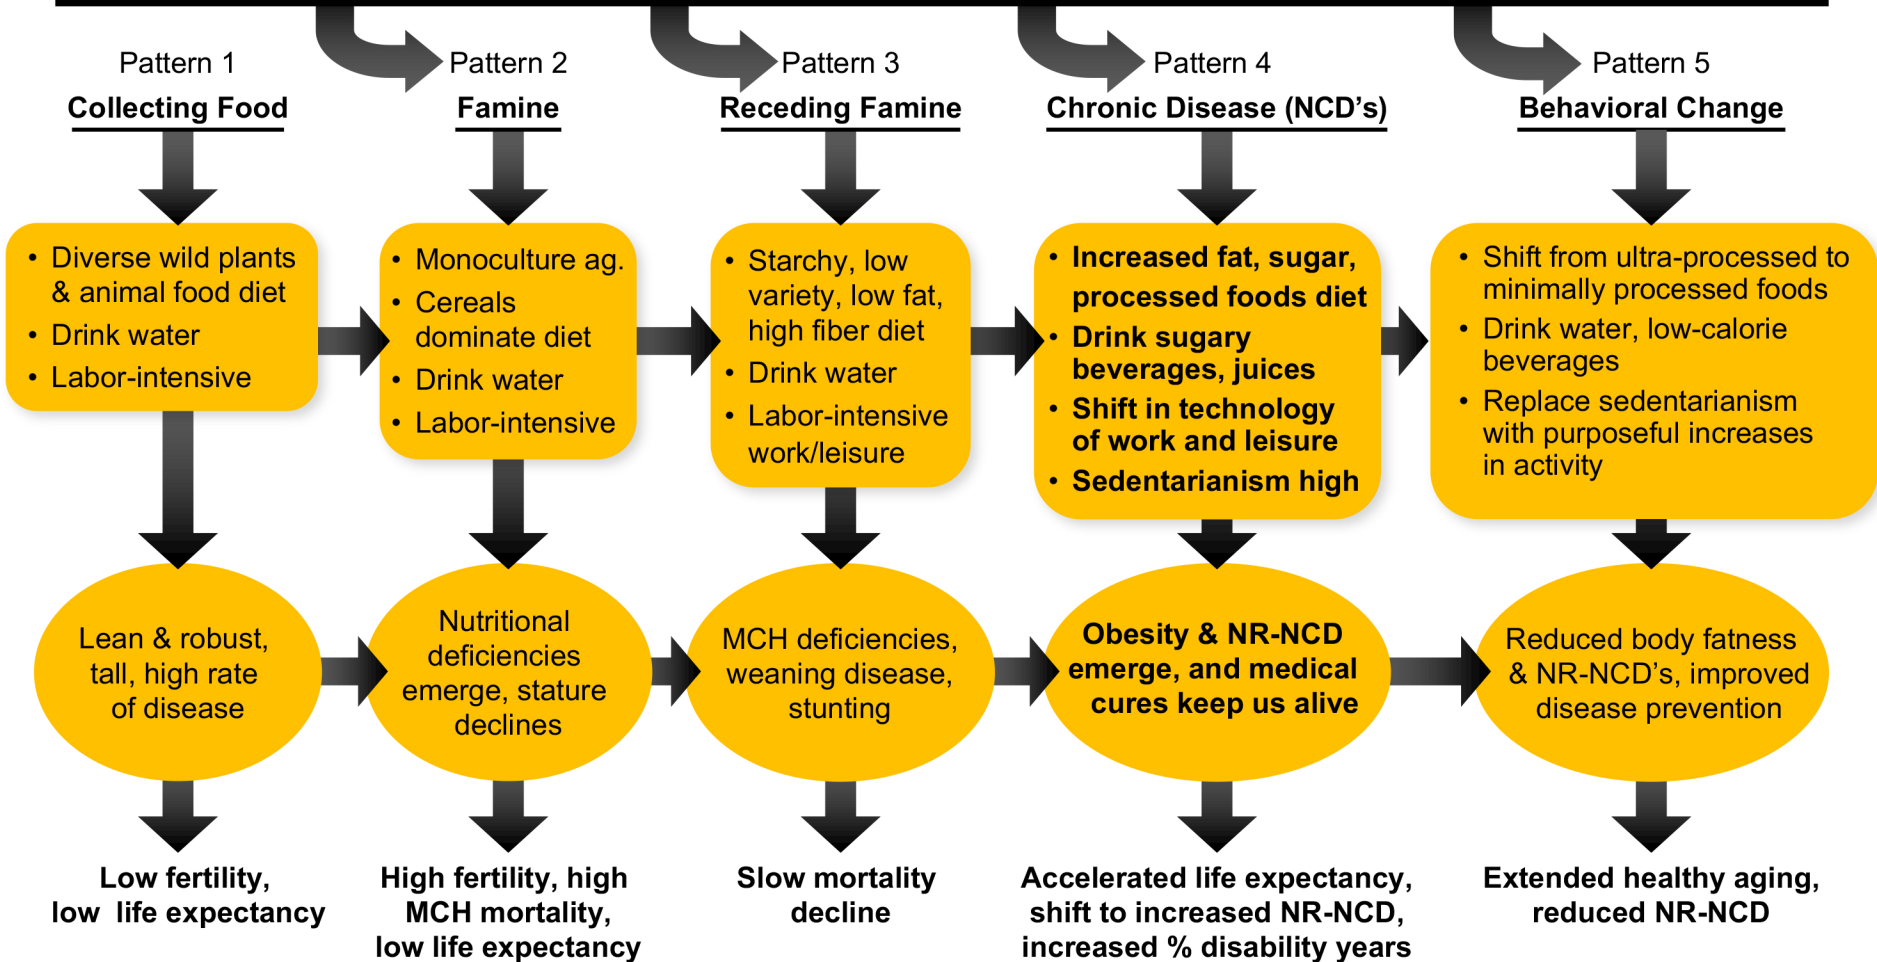 Pattern 1
Collecting Food
• Diverse wild plants
& animal food diet
• Drink water
• Labor-intensive
Lean & robust,
tall, high rate
of disease
Low fertility,
low life expectancy
Pattern 2
Famine
• Monoculture ag.
• Cereals
dominate diet
• Drink water
• Labor-intensive
Nutritional
deficiencies
emerge, stature
declines
High fertility, high
MCH mortality,
low life expectancy
Pattern 3
Receding Famine
• Starchy, low
variety, low fat,
high fiber diet
• Drink water
• Labor-intensive
work/leisure
MCH deficiencies,
weaning disease,
stunting
Slow mortality
decline
Pattern 4
Chronic Disease (NCD’s)
• Increased fat, sugar,
processed foods diet
• Drink sugary
beverages, juices
• Shift in technology
of work and leisure
• Sedentarianism high
Obesity & NR-NCD
emerge, and medical
cures keep us alive
Accelerated life expectancy,
shift to increased NR-NCD,
increased % disability years
Pattern 5
Behavioral Change
• Shift from ultra-processed to
minimally processed foods
• Drink water, low-calorie
beverages
• Replace sedentarianism
with purposeful increases
in activity
Reduced body fatness
& NR-NCD’s, improved
disease prevention
Extended healthy aging,
reduced NR-NCD